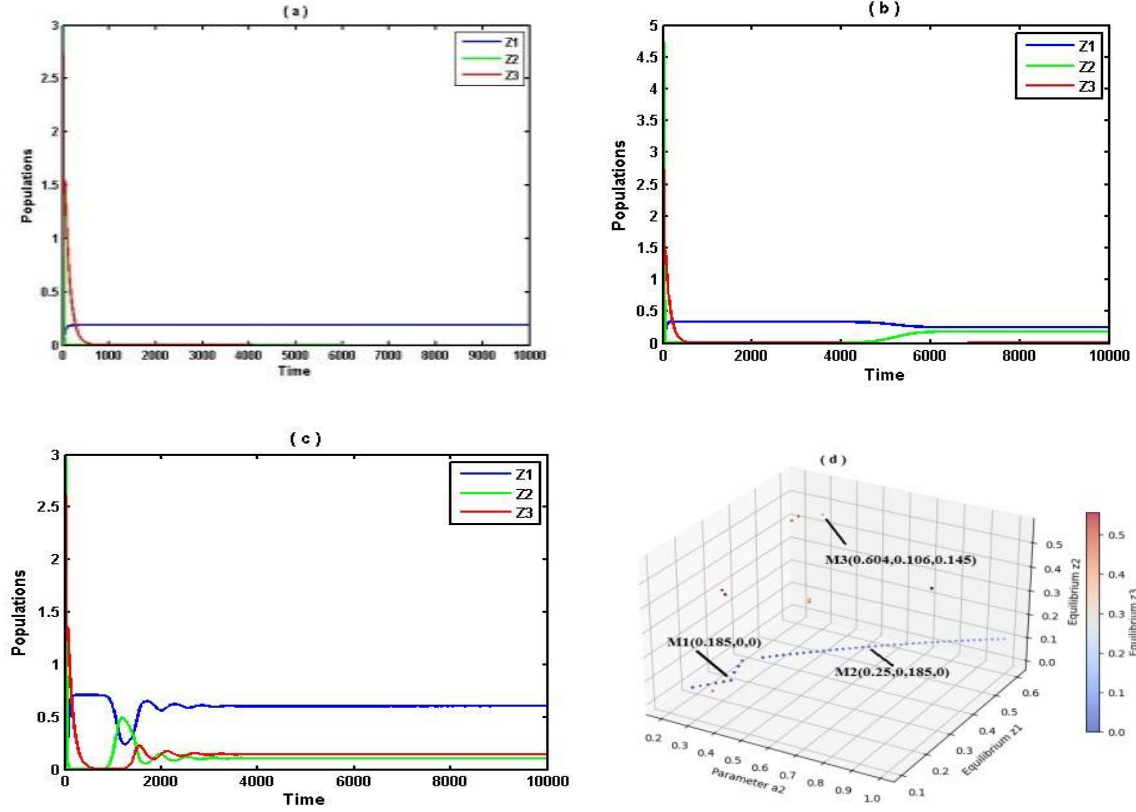 ( a )
3
2.5
2
1.5
1
0.5
0
Populations
Z1
Z2
Z3
0 1000 2000 3000 4000 5000 6000 7000 8000 9000 10000
Time
( b )
5
4.5
4
3.5
3
2.5
2
1.5
1
0.5
0
Populations
Z1
Z2
Z3
0 2000 4000 6000 8000 10000
Time
( c )
3
2.5
2
1.5
1
0.5
0
Populations
Z1
Z2
Z3
0 2000 4000 6000 8000 10000
Time
( d )
M3(0.604,0.106,0.145)
M1(0.185,0,0)
M2(0.25,0,185,0)
0.2 0.3 0.4 0.5 0.6 0.7 0.8 0.9 1.0
Parameter a2
0.1 0.2 0.3 0.4 0.5 0.6
Equilibrium z1
0.5
0.4
0.3
0.2
0.1
0.0
Equilibrium z2
0.5
0.4
0.3
0.2
0.1
0.0
Equilibrium z3